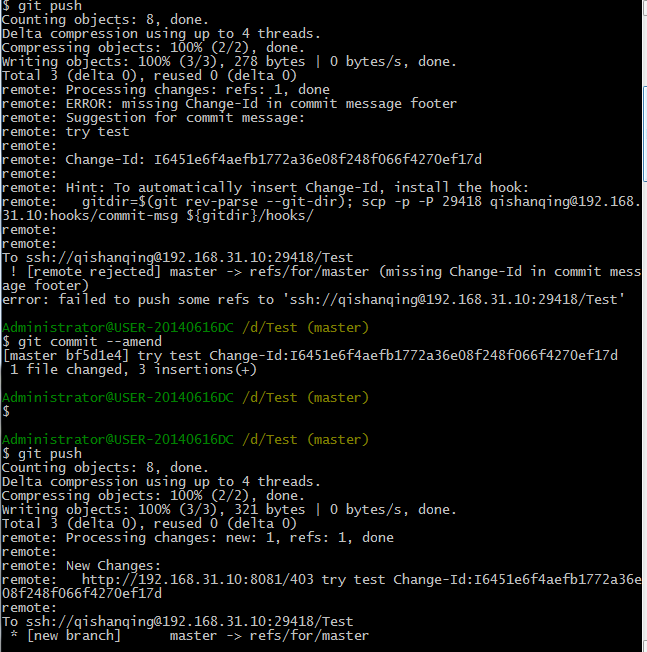 $ git push
Counting objects: 8, done.
Delta compression using up to 4 threads.
Compressing objects: 100% (2/2), done.
Writing objects: 100% (3/3), 278 bytes | 0 bytes/s, done.
Total 3 (delta 0), reused 0 (delta 0)
remote: Processing changes: refs: 1, done
remote: ERROR: missing Change-Id in commit message footer
remote: Suggestion for commit message:
remote: try test
remote:
remote: Change-Id: I6451e6f4aefb1772a36e08f248f066f4270ef17d
remote:
remote: Hint: To automatically insert Change-Id, install the hook:
remote:   gitdir=$(git rev-parse --git-dir); scp -p -P 29418 qishanqing@192.168.
31.10:hooks/commit-msg ${gitdir}/hooks/
remote:
remote:
To ssh://qishanqing@192.168.31.10:29418/Test
 ! [remote rejected] master -> refs/for/master (missing Change-Id in commit mess
age footer)
error: failed to push some refs to 'ssh://qishanqing@192.168.31.10:29418/Test'
Administrator@USER-20140616DC /d/Test (master)
$ git commit --amend
[master bf5d1e4] try test Change-Id:I6451e6f4aefb1772a36e08f248f066f4270ef17d
 1 file changed, 3 insertions(+)
Administrator@USER-20140616DC /d/Test (master)
$
Administrator@USER-20140616DC /d/Test (master)
$ git push
Counting objects: 8, done.
Delta compression using up to 4 threads.
Compressing objects: 100% (2/2), done.
Writing objects: 100% (3/3), 321 bytes | 0 bytes/s, done.
Total 3 (delta 0), reused 0 (delta 0)
remote: Processing changes: new: 1, refs: 1, done
remote:
remote: New Changes:
remote:   http://192.168.31.10:8081/403 try test Change-Id:I6451e6f4aefb1772a36e
08f248f066f4270ef17d
remote:
To ssh://qishanqing@192.168.31.10:29418/Test
 * [new branch]      master -> refs/for/master